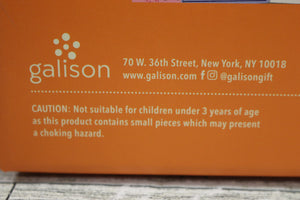 galison
70 W. 36th Street, New York, NY 10018
www.galison.com @galisongift
CAUTION: Not suitable for children under 3 years of age
as this product contains small pieces which may present
a choking hazard.